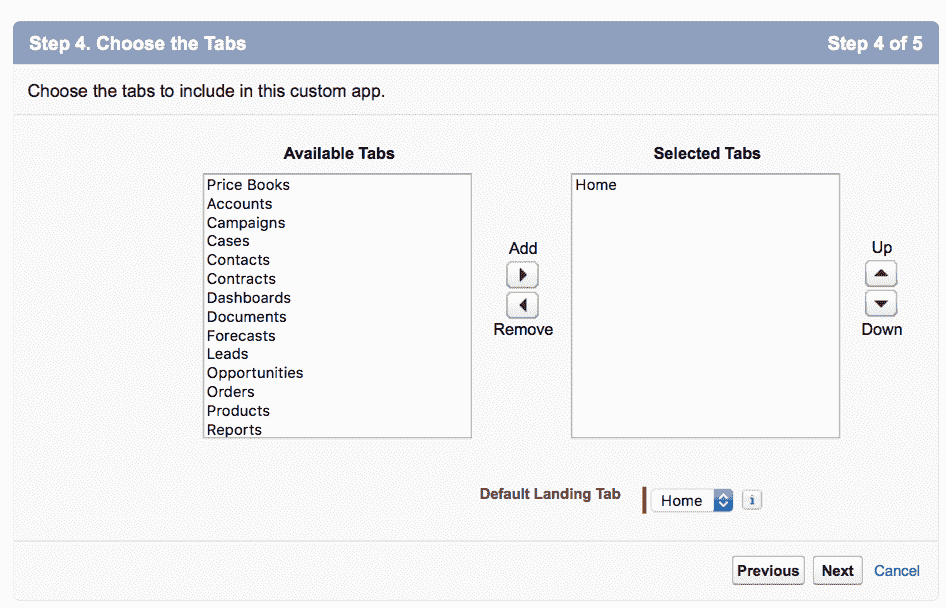 Step 4. Choose the Tabs
Step 4 of 5
Choose the tabs to include in this custom app.
Available Tabs
Price Books
Accounts
Campaigns
Cases
Contacts
Contracts
Dashboards
Documents
Forecasts
Leads
Opportunities
Orders
Products
Reports
Add
Remove
Selected Tabs
Home
Up
Down
Default Landing Tab
Home
i
Previous
Next
Cancel